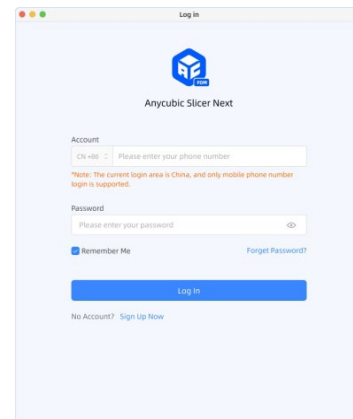 Log in
FDM
Anycubic Slicer Next
Account
CN +86 Please enter your phone number
*Note: The current login area is China, and only mobile phone number
login is supported.
Password
Please enter your password
Remember Me Forget Password?
Log In
No Account? Sign Up Now